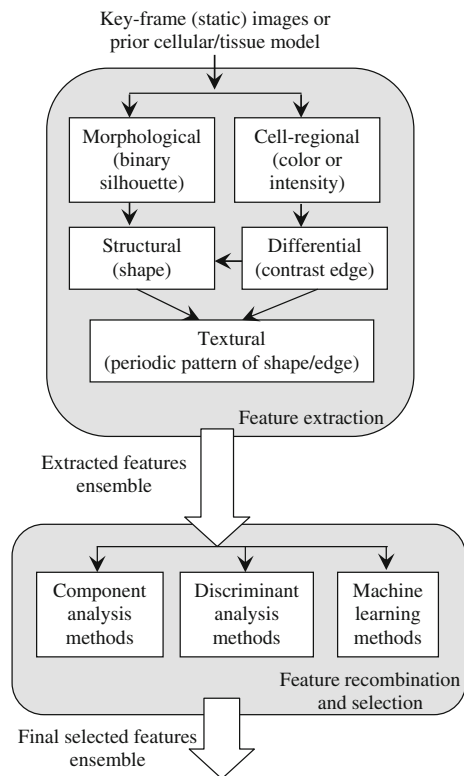 Key-frame (static) images or
prior cellular/tissue model
Morphological
(binary
silhouette)
Cell-regional
(color or
intensity)
Structural
(shape)
Differential
(contrast edge)
Textural
(periodic pattern of shape/edge)
Feature extraction
Extracted features
ensemble
Component
analysis
methods
Discriminant
analysis
methods
Machine
learning
methods
Feature recombination
and selection
Final selected features
ensemble